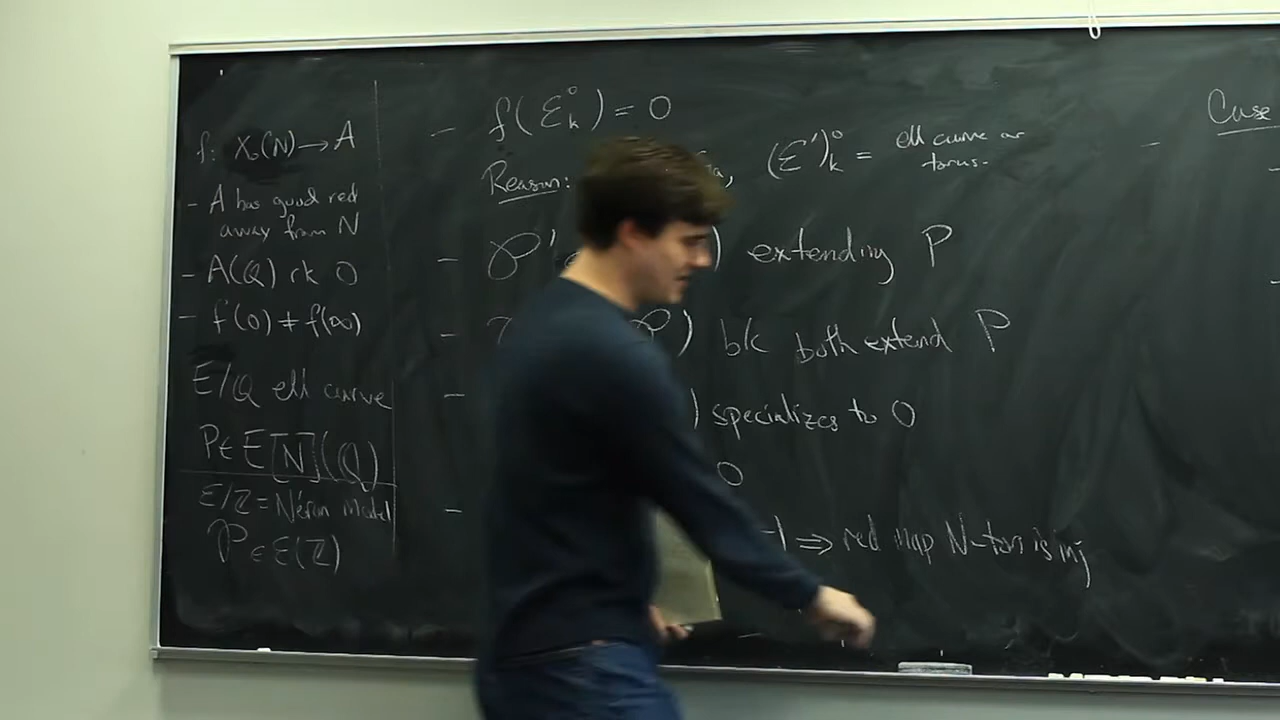 f: X₀(N) → A
- A has good red
away from N
- A(Q) rk 0
- f(0) ≠ f(∞)
E/Q ell curve
P ∈ E[N](Q)
ℰ/Z = Néron model
𝒫 ∈ ℰ(Z)
- f(ℰ°ₖ) = 0
Reason: (ℰ')°ₖ = ell curve or
torus.
- 𝒫' extending P
- 𝒫) b/c both extend P
- ) specializes to 0
0
- ⇒ red map N-tors is inj
Case